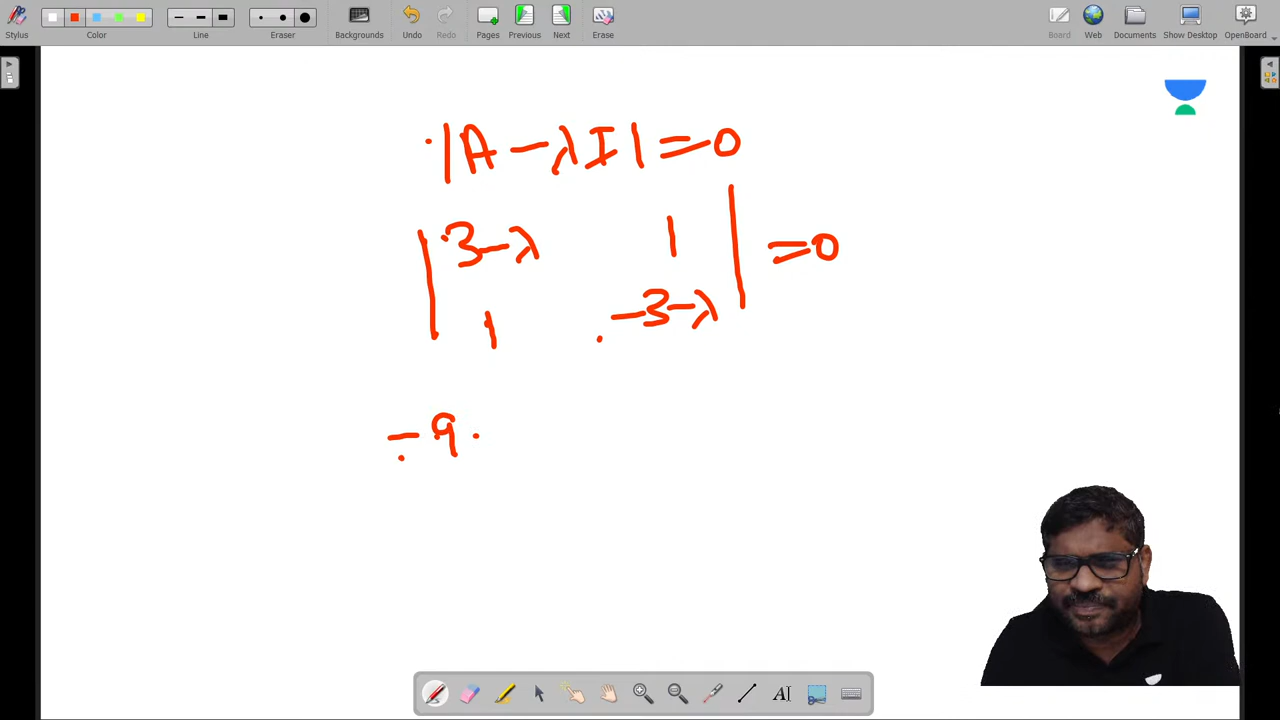 Stylus
Color
Line
Eraser
Backgrounds
Undo
Redo
Pages
Previous
Next
Erase
Board
Web
Documents
Show Desktop
OpenBoard
|A - λI| = 0
| 3-λ 1 | = 0
| 1 -3-λ |
-9